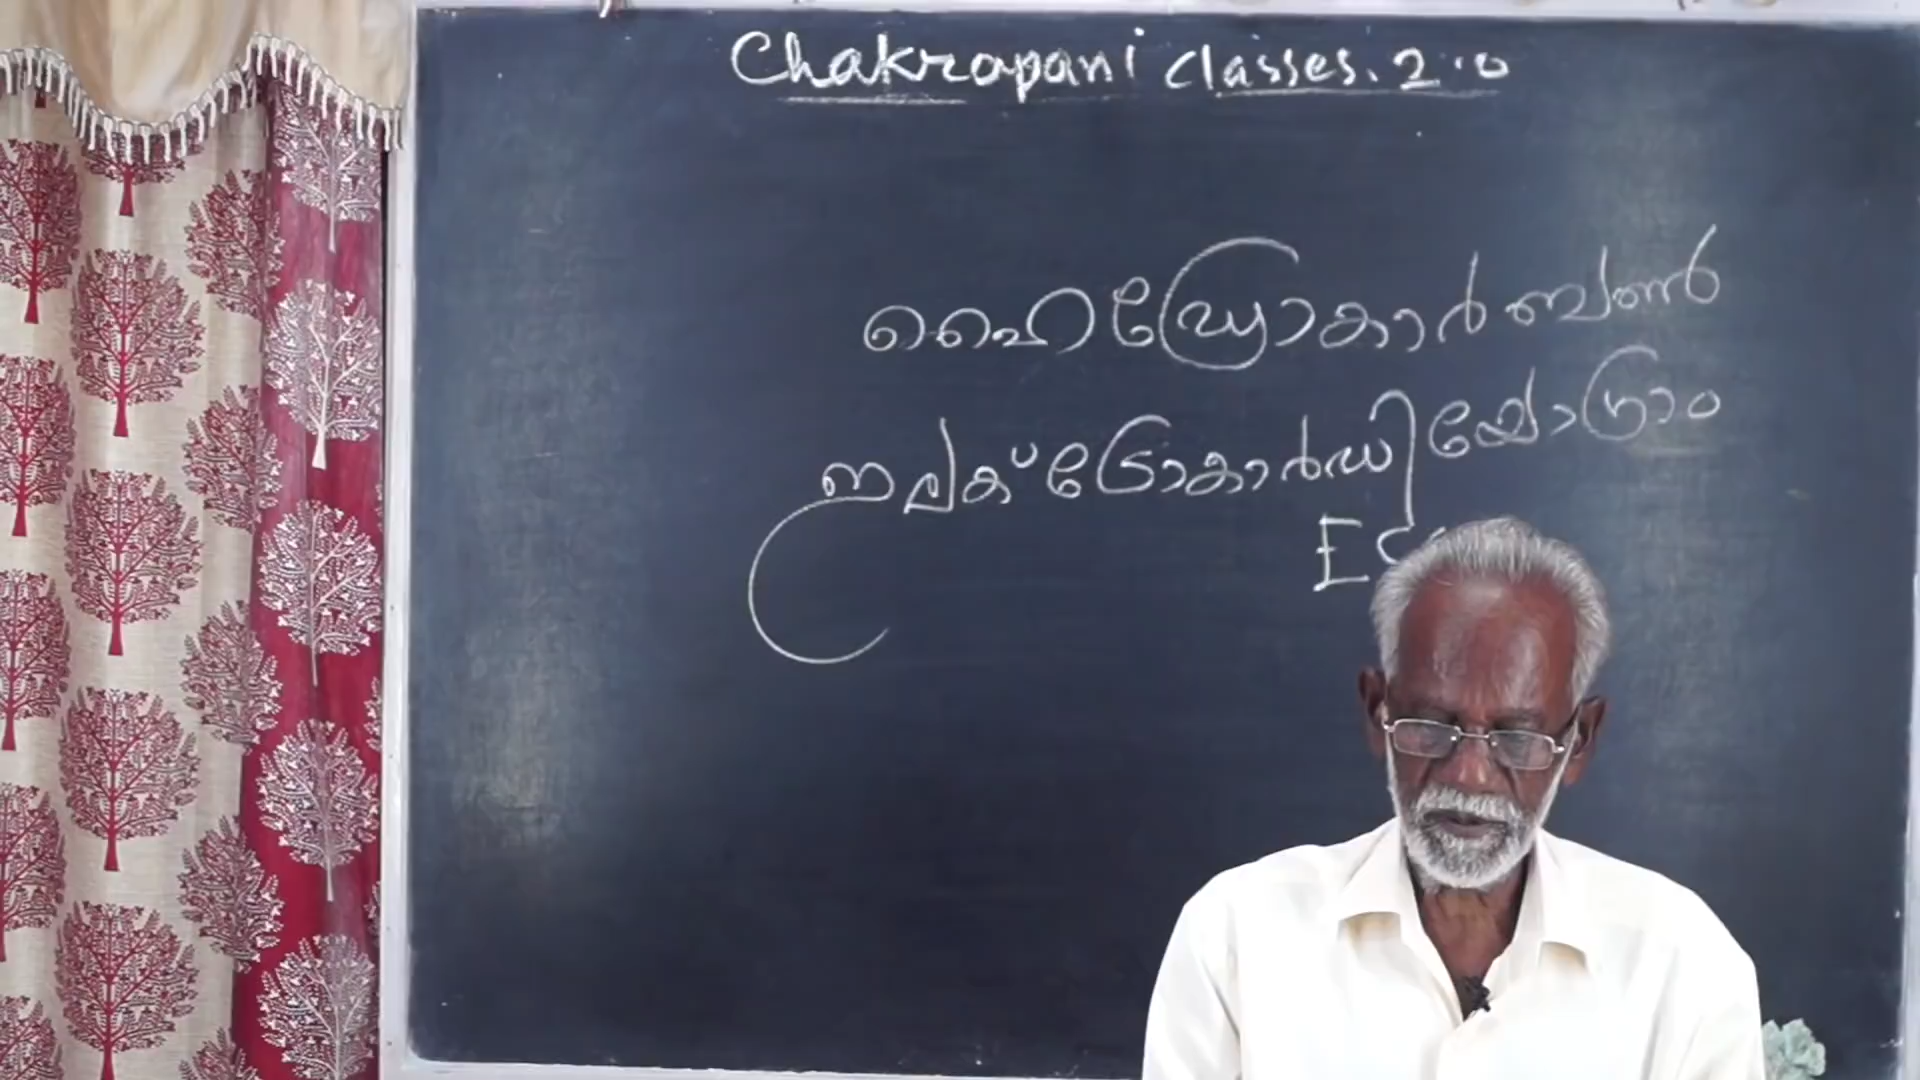 Chakrapani classes. 2.0
ഹൈഡ്രോകാർബൺ
ഇലക്ട്രോകാർഡിയോഗ്രാം